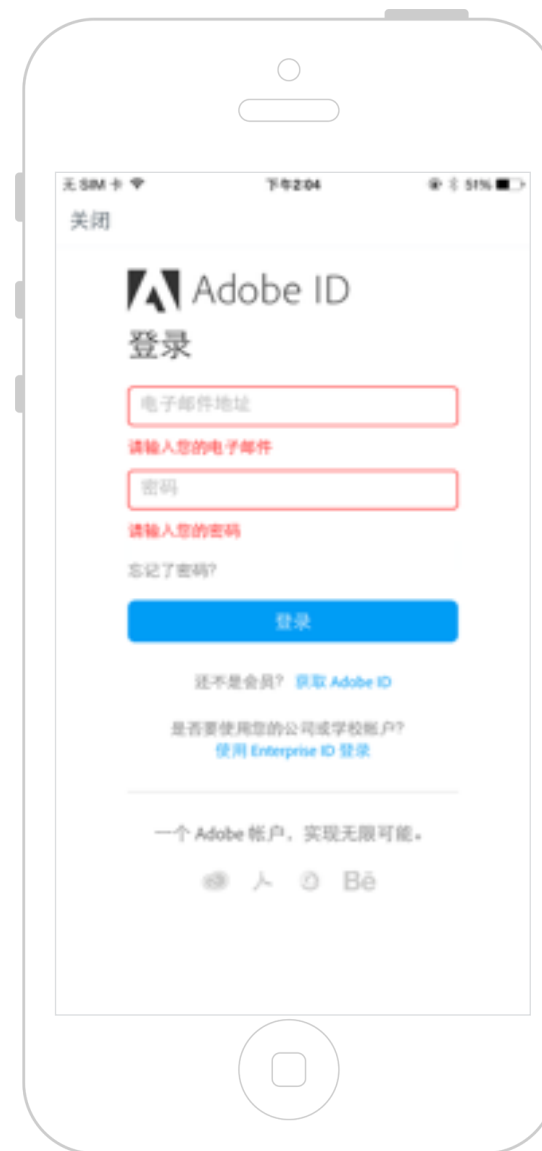 无 SIM 卡 下午2:04 51%
关闭
Adobe ID
登录
电子邮件地址
请输入您的电子邮件
密码
请输入您的密码
忘记了密码?
登录
还不是会员? 获取 Adobe ID
是否要使用您的公司或学校帐户?
使用 Enterprise ID 登录
一个 Adobe 帐户，实现无限可能。
Bē